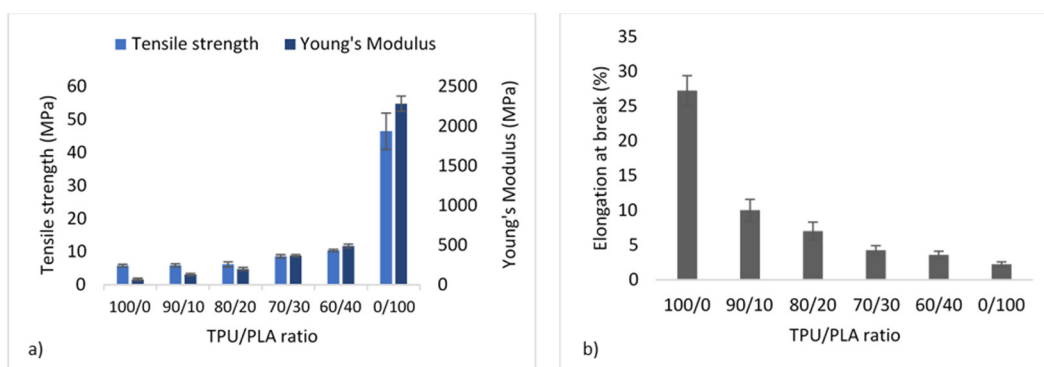 Tensile strength Young's Modulus
Tensile strength (MPa)
60
50
40
30
20
10
0
2500
2000
1500
1000
500
0
Young's Modulus (MPa)
100/0 90/10 80/20 70/30 60/40 0/100
TPU/PLA ratio
a)
Elongation at break (%)
35
30
25
20
15
10
5
0
100/0 90/10 80/20 70/30 60/40 0/100
TPU/PLA ratio
b)